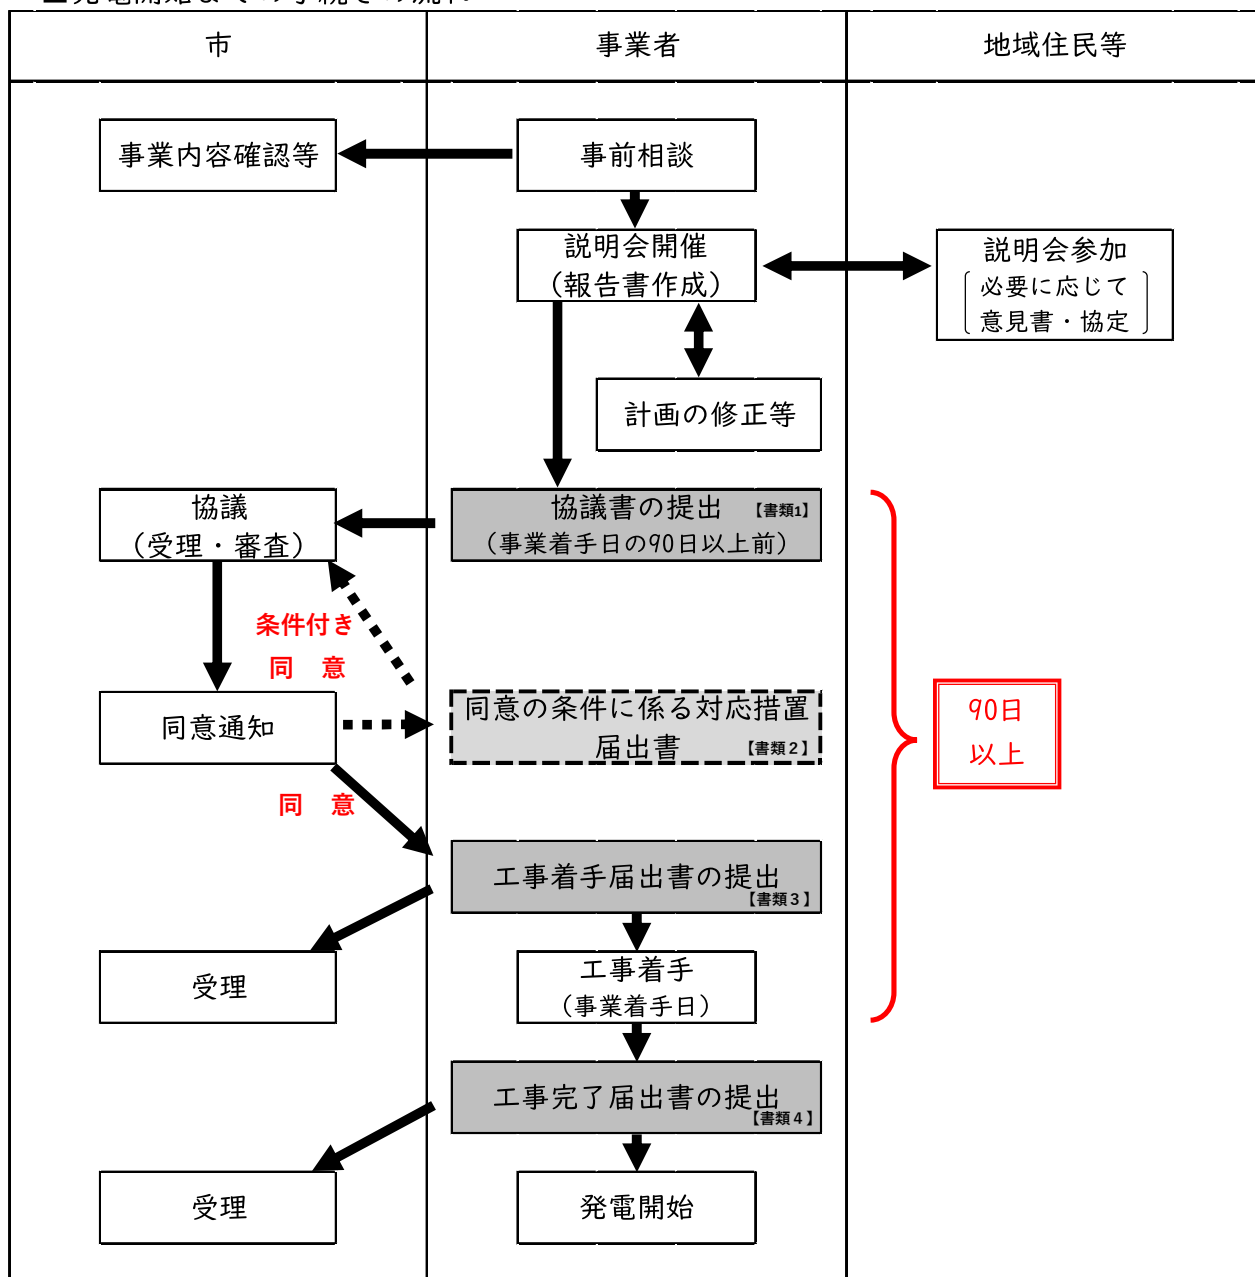 市
事業者
地域住民等
事業内容確認等
事前相談
説明会開催
（報告書作成）
説明会参加
必要に応じて
意見書・協定
計画の修正等
協議
（受理・審査）
協議書の提出 【書類1】
（事業着手日の90日以上前）
条件付き
同　意
90日
以上
同意通知
同意の条件に係る対応措置
届出書 【書類２】
同　意
工事着手届出書の提出
【書類３】
受理
工事着手
（事業着手日）
工事完了届出書の提出
【書類４】
受理
発電開始